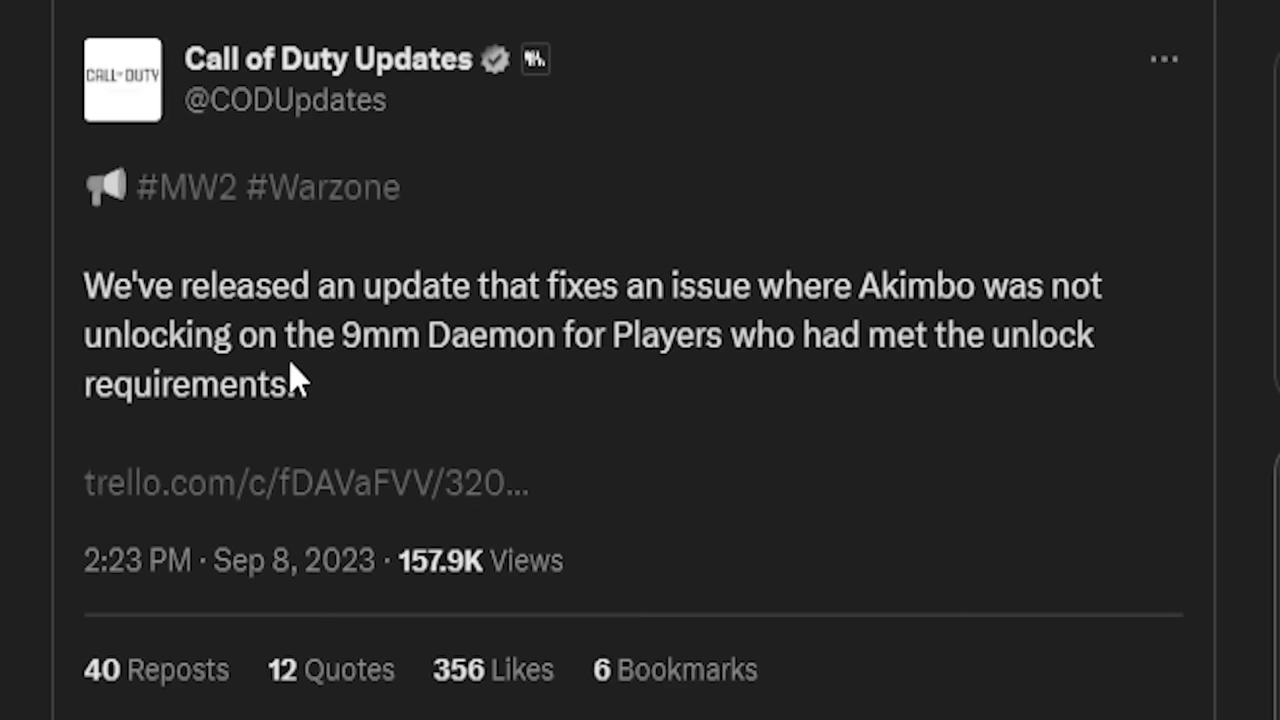 CALL OF DUTY
Call of Duty Updates
@CODUpdates
#MW2 #Warzone
We've released an update that fixes an issue where Akimbo was not
unlocking on the 9mm Daemon for Players who had met the unlock
requirements.
trello.com/c/fDAVaFVV/320...
2:23 PM · Sep 8, 2023 · 157.9K Views
40 Reposts 12 Quotes 356 Likes 6 Bookmarks